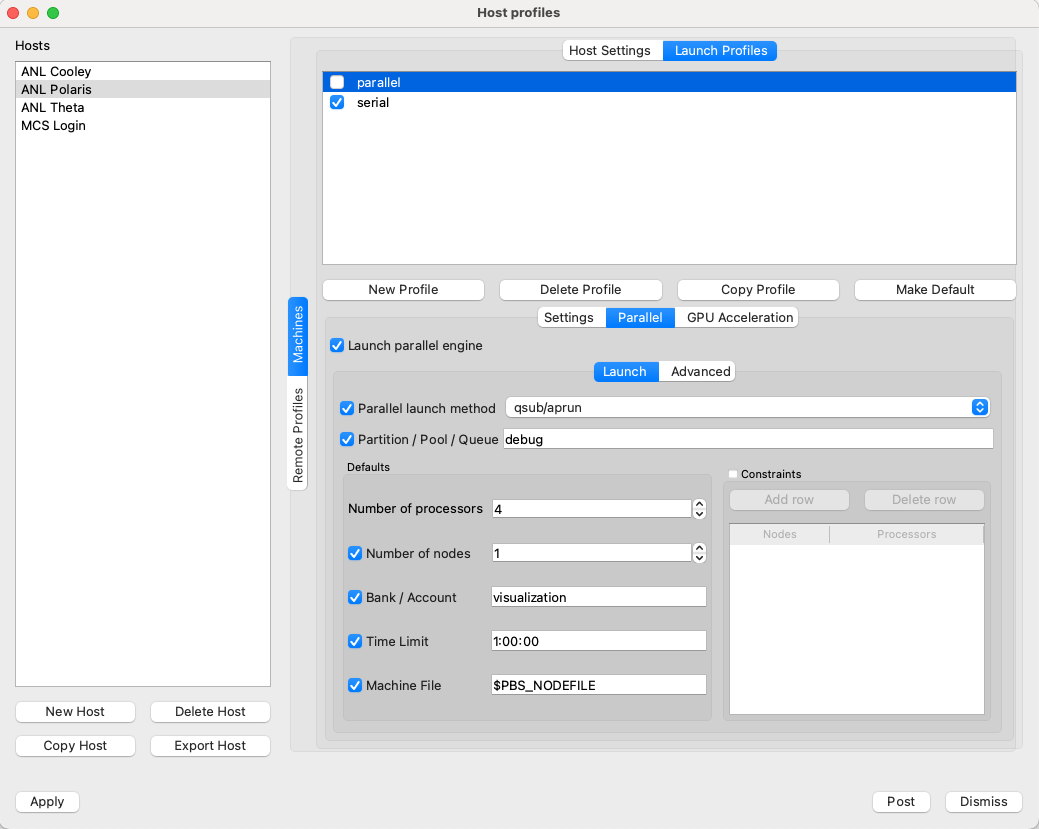 Host profiles
Hosts
ANL Cooley
ANL Polaris
ANL Theta
MCS Login
New Host Delete Host
Copy Host Export Host
Machines
Remote Profiles
Host Settings Launch Profiles
parallel
serial
New Profile Delete Profile Copy Profile Make Default
Settings Parallel GPU Acceleration
Launch parallel engine
Launch Advanced
Parallel launch method qsub/aprun
Partition / Pool / Queue debug
Defaults
Number of processors 4
Number of nodes 1
Bank / Account visualization
Time Limit 1:00:00
Machine File $PBS_NODEFILE
Constraints
Add row Delete row
Nodes Processors
Apply Post Dismiss